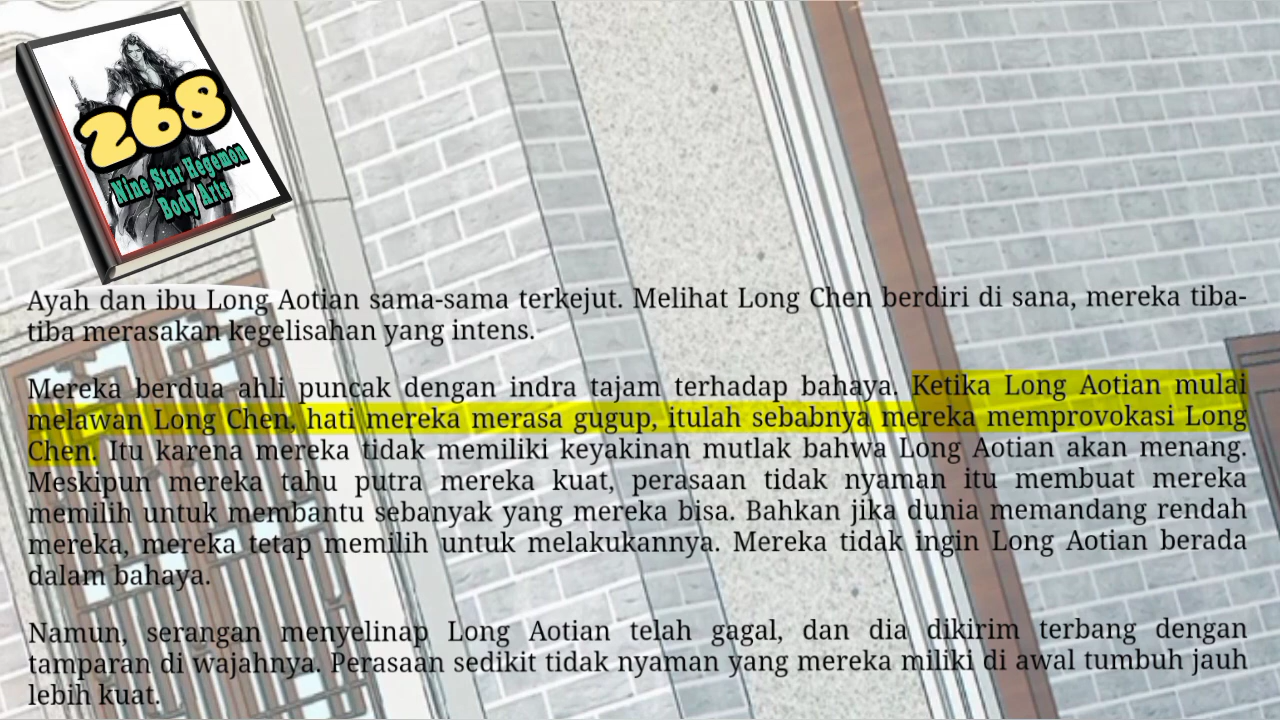 268
Nine Star Hegemon
Body Arts
Ayah dan ibu Long Aotian sama-sama terkejut. Melihat Long Chen berdiri di sana, mereka tiba-
tiba merasakan kegelisahan yang intens.
Mereka berdua ahli puncak dengan indra tajam terhadap bahaya. Ketika Long Aotian mulai
melawan Long Chen, hati mereka merasa gugup, itulah sebabnya mereka memprovokasi Long
Chen. Itu karena mereka tidak memiliki keyakinan mutlak bahwa Long Aotian akan menang.
Meskipun mereka tahu putra mereka kuat, perasaan tidak nyaman itu membuat mereka
memilih untuk membantu sebanyak yang mereka bisa. Bahkan jika dunia memandang rendah
mereka, mereka tetap memilih untuk melakukannya. Mereka tidak ingin Long Aotian berada
dalam bahaya.
Namun, serangan menyelinap Long Aotian telah gagal, dan dia dikirim terbang dengan
tamparan di wajahnya. Perasaan sedikit tidak nyaman yang mereka miliki di awal tumbuh jauh
lebih kuat.